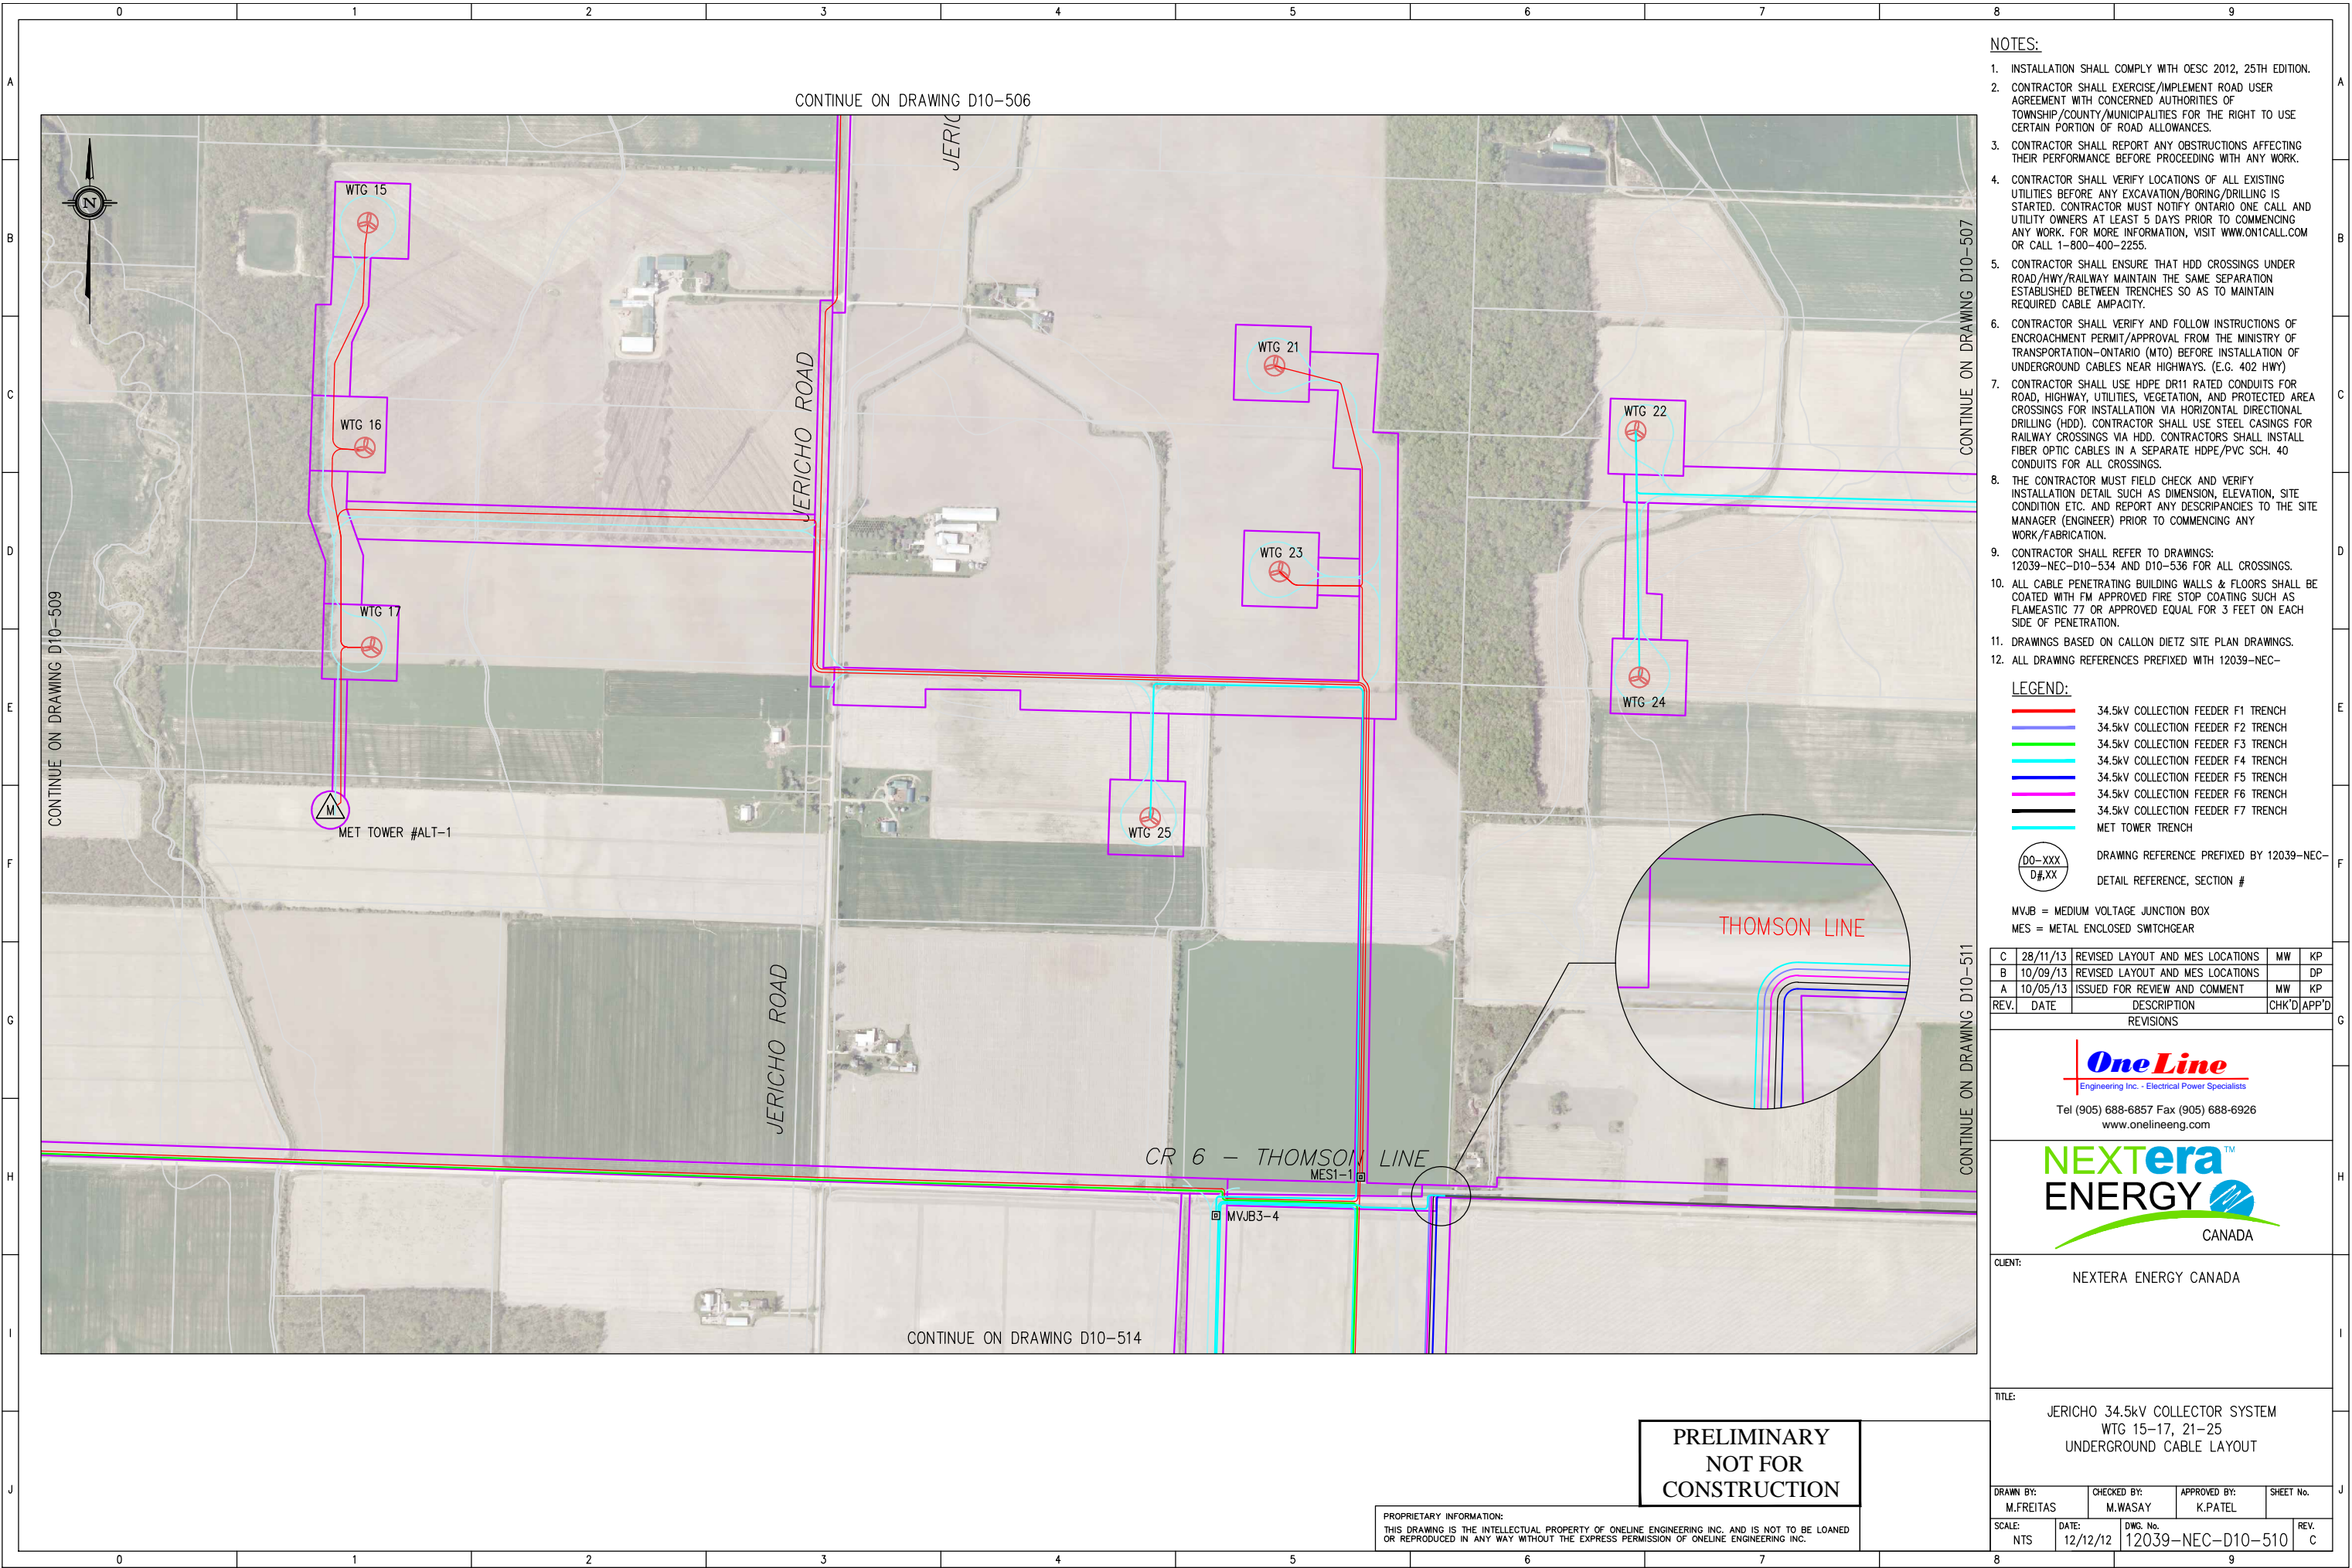 0 1 2 3 4 5 6 7 8 9
A
B
C
D
E
F
G
H
I
J
CONTINUE ON DRAWING D10-506
CONTINUE ON DRAWING D10-509
CONTINUE ON DRAWING D10-507
CONTINUE ON DRAWING D10-511
CONTINUE ON DRAWING D10-514
N
JERIC
JERICHO ROAD
JERICHO ROAD
WTG 15
WTG 16
WTG 17
WTG 21
WTG 22
WTG 23
WTG 24
WTG 25
M
MET TOWER #ALT-1
THOMSON LINE
CR 6 - THOMSON LINE
MES1-1
MVJB3-4
NOTES:
1. INSTALLATION SHALL COMPLY WITH OESC 2012, 25TH EDITION.
2. CONTRACTOR SHALL EXERCISE/IMPLEMENT ROAD USER
AGREEMENT WITH CONCERNED AUTHORITIES OF
TOWNSHIP/COUNTY/MUNICIPALITIES FOR THE RIGHT TO USE
CERTAIN PORTION OF ROAD ALLOWANCES.
3. CONTRACTOR SHALL REPORT ANY OBSTRUCTIONS AFFECTING
THEIR PERFORMANCE BEFORE PROCEEDING WITH ANY WORK.
4. CONTRACTOR SHALL VERIFY LOCATIONS OF ALL EXISTING
UTILITIES BEFORE ANY EXCAVATION/BORING/DRILLING IS
STARTED. CONTRACTOR MUST NOTIFY ONTARIO ONE CALL AND
UTILITY OWNERS AT LEAST 5 DAYS PRIOR TO COMMENCING
ANY WORK. FOR MORE INFORMATION, VISIT WWW.ON1CALL.COM
OR CALL 1-800-400-2255.
5. CONTRACTOR SHALL ENSURE THAT HDD CROSSINGS UNDER
ROAD/HWY/RAILWAY MAINTAIN THE SAME SEPARATION
ESTABLISHED BETWEEN TRENCHES SO AS TO MAINTAIN
REQUIRED CABLE AMPACITY.
6. CONTRACTOR SHALL VERIFY AND FOLLOW INSTRUCTIONS OF
ENCROACHMENT PERMIT/APPROVAL FROM THE MINISTRY OF
TRANSPORTATION-ONTARIO (MTO) BEFORE INSTALLATION OF
UNDERGROUND CABLES NEAR HIGHWAYS. (E.G. 402 HWY)
7. CONTRACTOR SHALL USE HDPE DR11 RATED CONDUITS FOR
ROAD, HIGHWAY, UTILITIES, VEGETATION, AND PROTECTED AREA
CROSSINGS FOR INSTALLATION VIA HORIZONTAL DIRECTIONAL
DRILLING (HDD). CONTRACTOR SHALL USE STEEL CASINGS FOR
RAILWAY CROSSINGS VIA HDD. CONTRACTORS SHALL INSTALL
FIBER OPTIC CABLES IN A SEPARATE HDPE/PVC SCH. 40
CONDUITS FOR ALL CROSSINGS.
8. THE CONTRACTOR MUST FIELD CHECK AND VERIFY
INSTALLATION DETAIL SUCH AS DIMENSION, ELEVATION, SITE
CONDITION ETC. AND REPORT ANY DESCRIPANCIES TO THE SITE
MANAGER (ENGINEER) PRIOR TO COMMENCING ANY
WORK/FABRICATION.
9. CONTRACTOR SHALL REFER TO DRAWINGS:
12039-NEC-D10-534 AND D10-536 FOR ALL CROSSINGS.
10. ALL CABLE PENETRATING BUILDING WALLS & FLOORS SHALL BE
COATED WITH FM APPROVED FIRE STOP COATING SUCH AS
FLAMEASTIC 77 OR APPROVED EQUAL FOR 3 FEET ON EACH
SIDE OF PENETRATION.
11. DRAWINGS BASED ON CALLON DIETZ SITE PLAN DRAWINGS.
12. ALL DRAWING REFERENCES PREFIXED WITH 12039-NEC-
LEGEND:
34.5kV COLLECTION FEEDER F1 TRENCH
34.5kV COLLECTION FEEDER F2 TRENCH
34.5kV COLLECTION FEEDER F3 TRENCH
34.5kV COLLECTION FEEDER F4 TRENCH
34.5kV COLLECTION FEEDER F5 TRENCH
34.5kV COLLECTION FEEDER F6 TRENCH
34.5kV COLLECTION FEEDER F7 TRENCH
MET TOWER TRENCH
DO-XXX DRAWING REFERENCE PREFIXED BY 12039-NEC-
D#,XX DETAIL REFERENCE, SECTION #
MVJB = MEDIUM VOLTAGE JUNCTION BOX
MES = METAL ENCLOSED SWITCHGEAR
C 28/11/13 REVISED LAYOUT AND MES LOCATIONS MW KP
B 10/09/13 REVISED LAYOUT AND MES LOCATIONS DP
A 10/05/13 ISSUED FOR REVIEW AND COMMENT MW KP
REV. DATE DESCRIPTION CHK'D APP'D
REVISIONS
One Line
Engineering Inc. - Electrical Power Specialists
Tel (905) 688-6857 Fax (905) 688-6926
www.onelineeng.com
NEXTera™
ENERGY
CANADA
CLIENT:
NEXTERA ENERGY CANADA
TITLE:
JERICHO 34.5kV COLLECTOR SYSTEM
WTG 15-17, 21-25
UNDERGROUND CABLE LAYOUT
DRAWN BY: CHECKED BY: APPROVED BY: SHEET No.
M.FREITAS M.WASAY K.PATEL
SCALE: DATE: DWG. No. REV.
NTS 12/12/12 12039-NEC-D10-510 C
PRELIMINARY
NOT FOR
CONSTRUCTION
PROPRIETARY INFORMATION:
THIS DRAWING IS THE INTELLECTUAL PROPERTY OF ONELINE ENGINEERING INC. AND IS NOT TO BE LOANED
OR REPRODUCED IN ANY WAY WITHOUT THE EXPRESS PERMISSION OF ONELINE ENGINEERING INC.
0 1 2 3 4 5 6 7 8 9
A
B
C
D
E
F
G
H
I
J